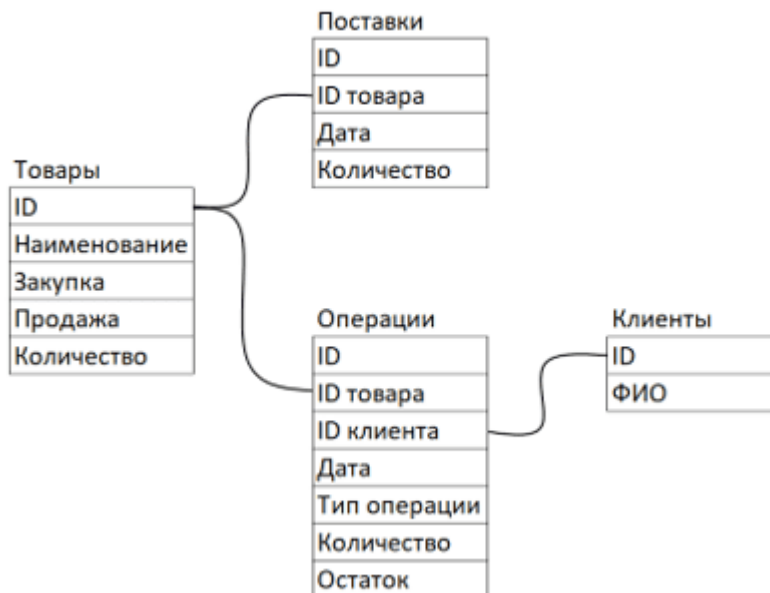 Поставки
ID
ID товара
Дата
Количество
Товары
ID
Наименование
Закупка
Продажа
Количество
Операции
ID
ID товара
ID клиента
Дата
Тип операции
Количество
Остаток
Клиенты
ID
ФИО